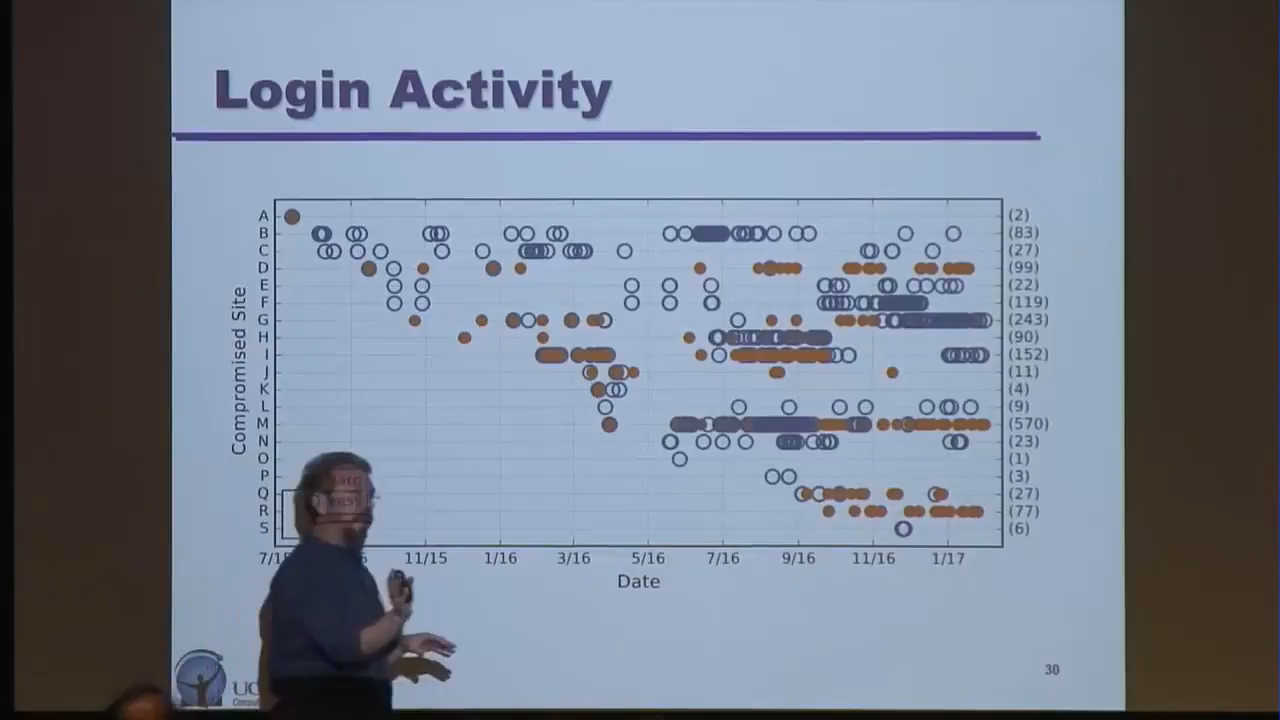 Login Activity
A (2)
B (83)
C (27)
D (99)
E (22)
F (119)
G (243)
H (90)
I (152)
J (11)
K (4)
L (9)
M (570)
N (23)
O (1)
P (3)
Q (27)
R (77)
S (6)
Compromised Site
11/15 1/16 3/16 5/16 7/16 9/16 11/16 1/17
Date
30